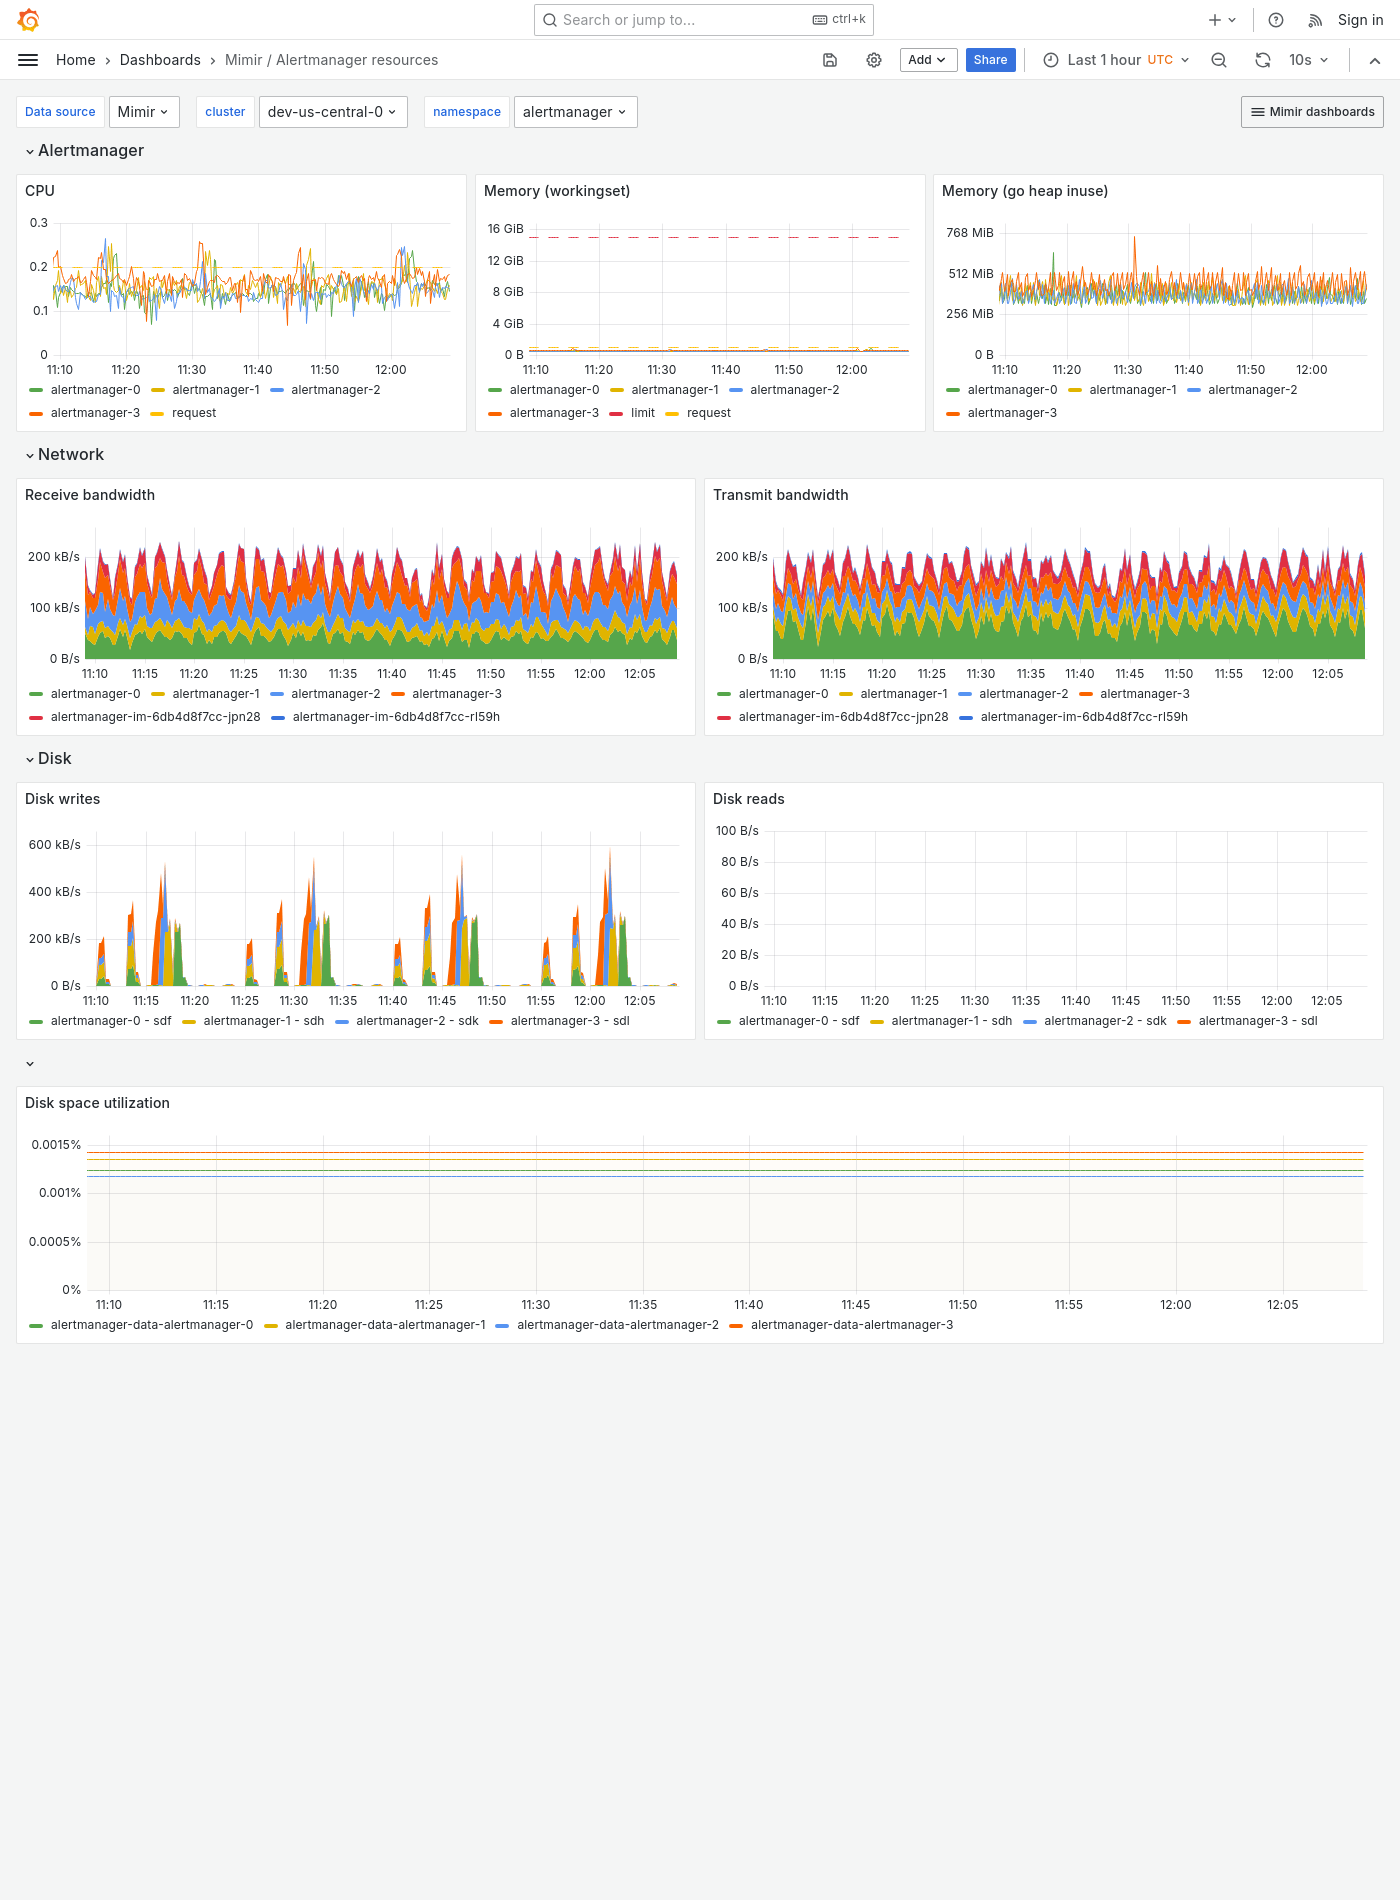 Search or jump to... ctrl+k Sign in
Home Dashboards Mimir / Alertmanager resources Add Share Last 1 hour UTC 10s
Data source Mimir cluster dev-us-central-0 namespace alertmanager Mimir dashboards
Alertmanager
CPU
0.3
0.2
0.1
0
11:10 11:20 11:30 11:40 11:50 12:00
alertmanager-0 alertmanager-1 alertmanager-2
alertmanager-3 request
Memory (workingset)
16 GiB
12 GiB
8 GiB
4 GiB
0 B
11:10 11:20 11:30 11:40 11:50 12:00
alertmanager-0 alertmanager-1 alertmanager-2
alertmanager-3 limit request
Memory (go heap inuse)
768 MiB
512 MiB
256 MiB
0 B
11:10 11:20 11:30 11:40 11:50 12:00
alertmanager-0 alertmanager-1 alertmanager-2
alertmanager-3
Network
Receive bandwidth
200 kB/s
100 kB/s
0 B/s
11:10 11:15 11:20 11:25 11:30 11:35 11:40 11:45 11:50 11:55 12:00 12:05
alertmanager-0 alertmanager-1 alertmanager-2 alertmanager-3
alertmanager-im-6db4d8f7cc-jpn28 alertmanager-im-6db4d8f7cc-rl59h
Transmit bandwidth
200 kB/s
100 kB/s
0 B/s
11:10 11:15 11:20 11:25 11:30 11:35 11:40 11:45 11:50 11:55 12:00 12:05
alertmanager-0 alertmanager-1 alertmanager-2 alertmanager-3
alertmanager-im-6db4d8f7cc-jpn28 alertmanager-im-6db4d8f7cc-rl59h
Disk
Disk writes
600 kB/s
400 kB/s
200 kB/s
0 B/s
11:10 11:15 11:20 11:25 11:30 11:35 11:40 11:45 11:50 11:55 12:00 12:05
alertmanager-0 - sdf alertmanager-1 - sdh alertmanager-2 - sdk alertmanager-3 - sdl
Disk reads
100 B/s
80 B/s
60 B/s
40 B/s
20 B/s
0 B/s
11:10 11:15 11:20 11:25 11:30 11:35 11:40 11:45 11:50 11:55 12:00 12:05
alertmanager-0 - sdf alertmanager-1 - sdh alertmanager-2 - sdk alertmanager-3 - sdl
Disk space utilization
0.0015%
0.001%
0.0005%
0%
11:10 11:15 11:20 11:25 11:30 11:35 11:40 11:45 11:50 11:55 12:00 12:05
alertmanager-data-alertmanager-0 alertmanager-data-alertmanager-1 alertmanager-data-alertmanager-2 alertmanager-data-alertmanager-3